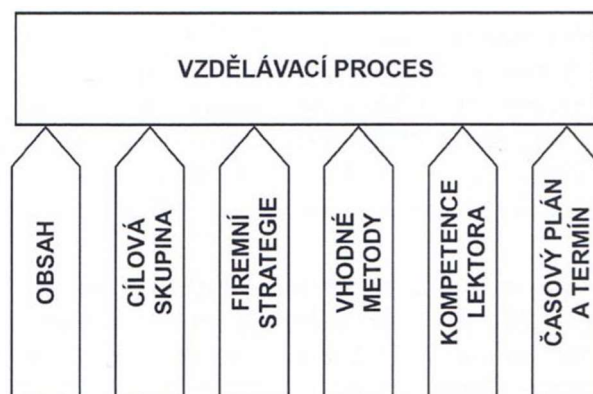 VZDĚLÁVACÍ PROCES
OBSAH
CÍLOVÁ
SKUPINA
FIREMNÍ
STRATEGIE
VHODNÉ
METODY
KOMPETENCE
LEKTORA
ČASOVÝ PLÁN
A TERMÍN